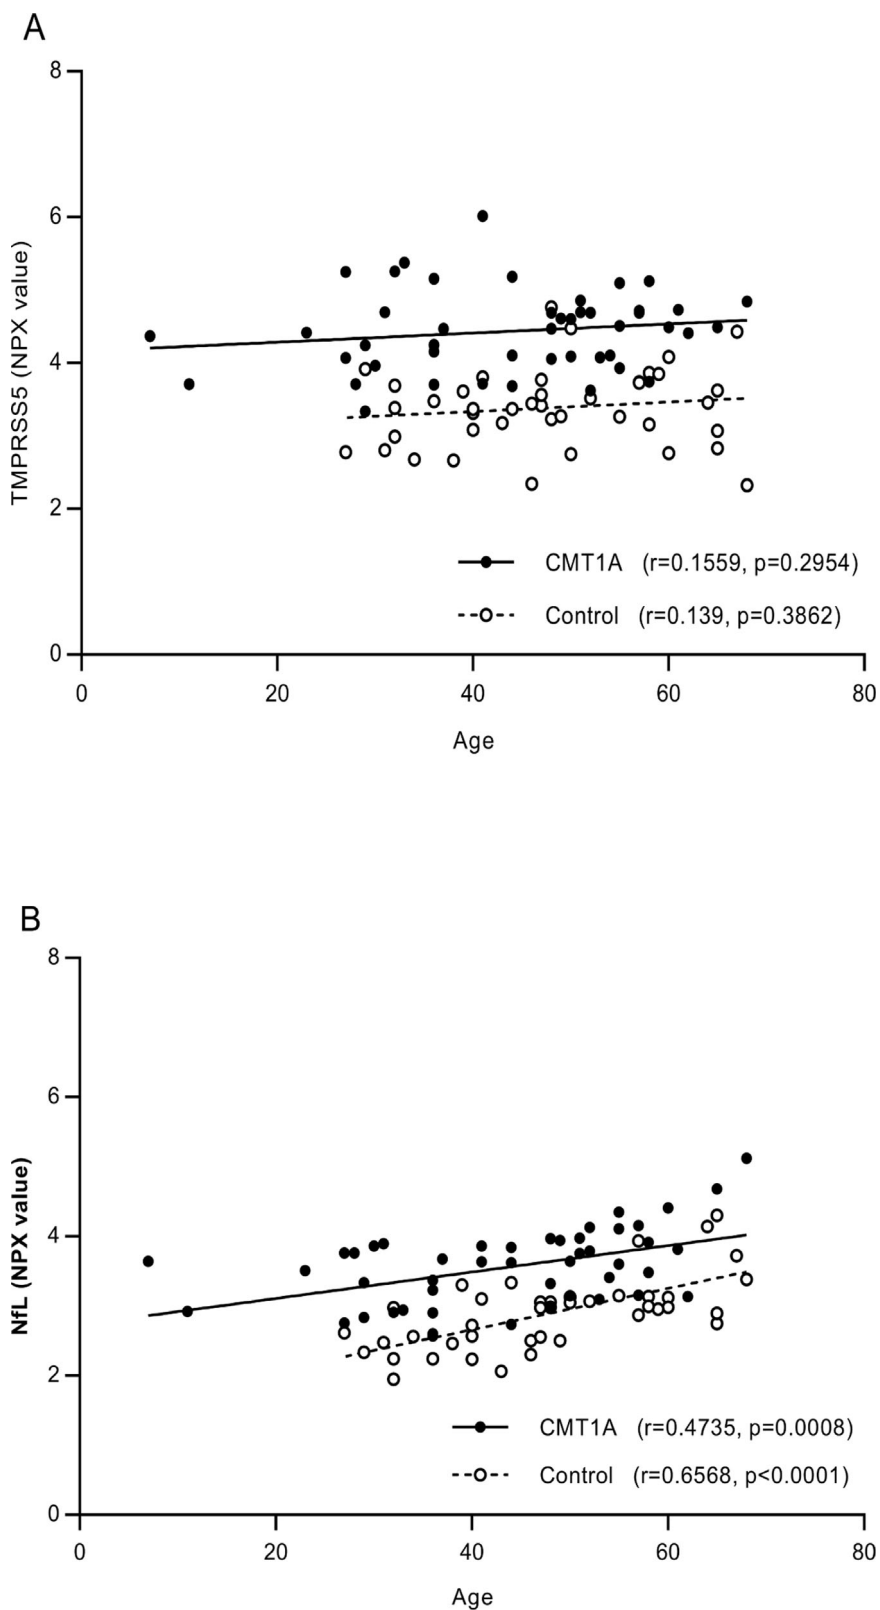 A
8
6
4
2
0
TMPRSS5 (NPX value)
CMT1A (r=0.1559, p=0.2954)
Control (r=0.139, p=0.3862)
0 20 40 60 80
Age
B
8
6
4
2
0
NfL (NPX value)
CMT1A (r=0.4735, p=0.0008)
Control (r=0.6568, p<0.0001)
0 20 40 60 80
Age